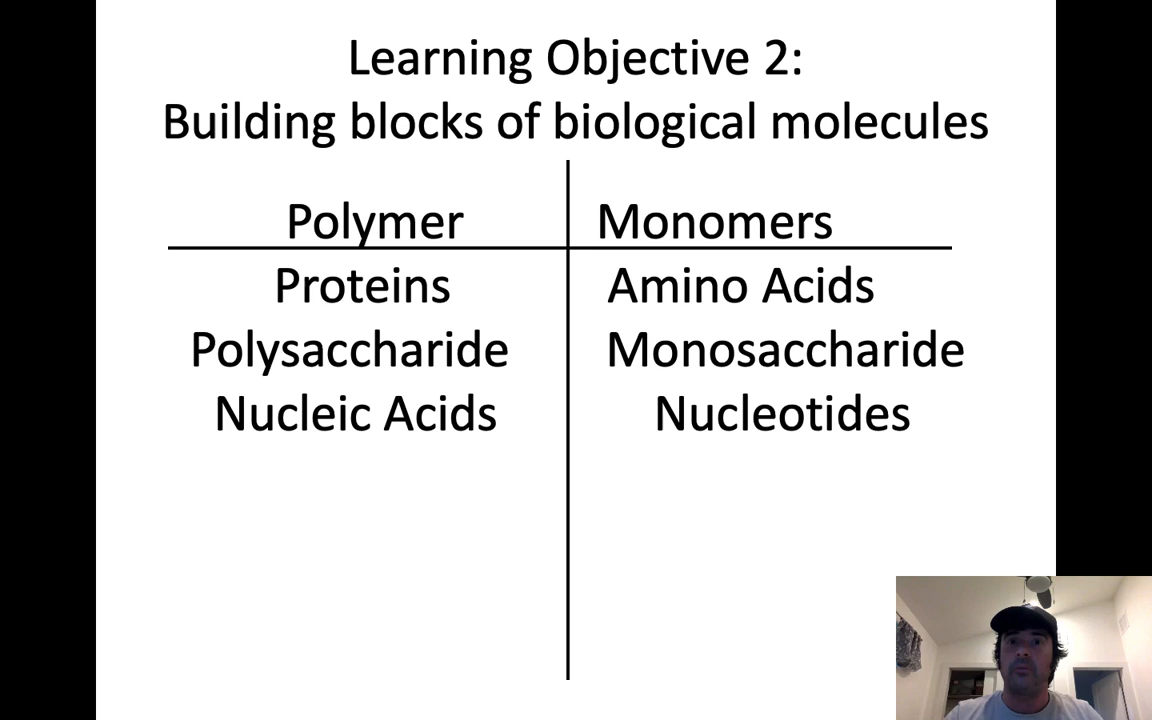 Learning Objective 2:
Building blocks of biological molecules
Polymer Monomers
Proteins Amino Acids
Polysaccharide Monosaccharide
Nucleic Acids Nucleotides